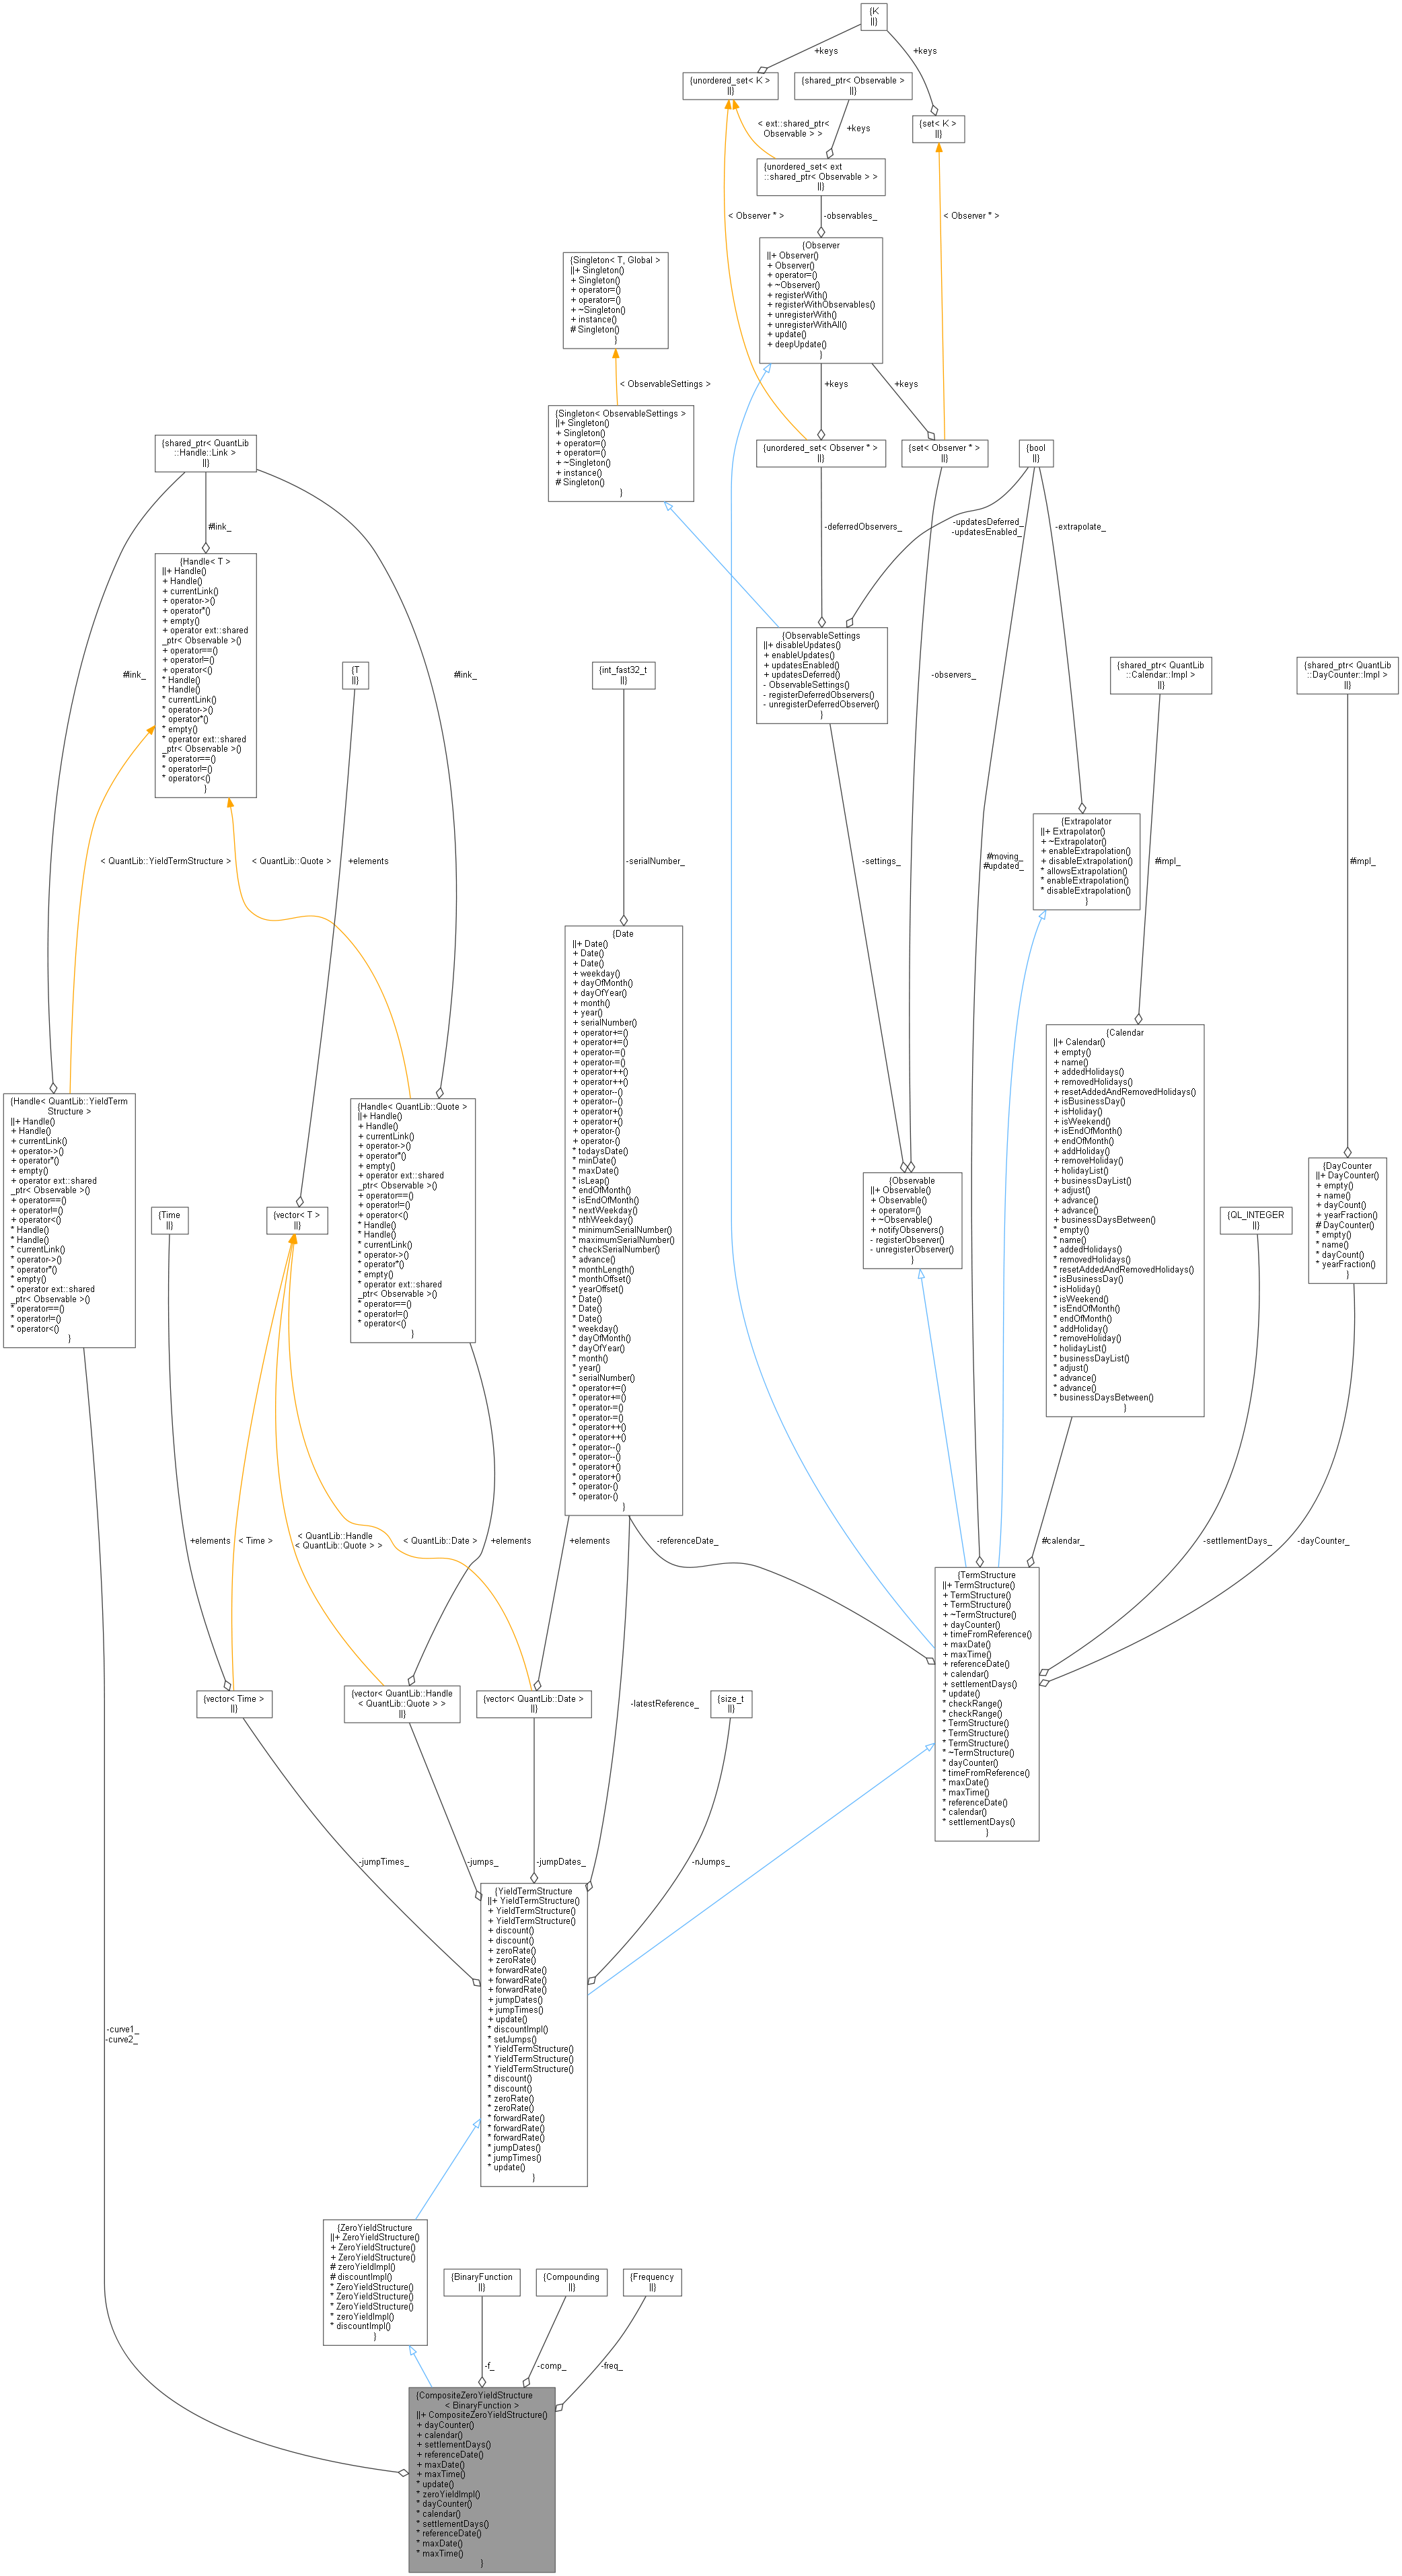 {K
||}
+keys
+keys
{unordered_set< K >
||}
{shared_ptr< Observable >
||}
{set< K >
||}
< ext::shared_ptr<
Observable > >
+keys
{unordered_set< ext
::shared_ptr< Observable > >
||}
< Observer * >
-observables_
< Observer * >
{Observer
||+ Observer()
+ Observer()
+ operator=()
+ ~Observer()
+ registerWith()
+ registerWithObservables()
+ unregisterWith()
+ unregisterWithAll()
+ update()
+ deepUpdate()
}
{Singleton< T, Global >
||+ Singleton()
+ Singleton()
+ operator=()
+ operator=()
+ ~Singleton()
+ instance()
# Singleton()
}
< ObservableSettings >
+keys
+keys
{Singleton< ObservableSettings >
||+ Singleton()
+ Singleton()
+ operator=()
+ operator=()
+ ~Singleton()
+ instance()
# Singleton()
}
{shared_ptr< QuantLib
::Handle::Link >
||}
{unordered_set< Observer * >
||}
{set< Observer * >
||}
{bool
||}
#link_
-deferredObservers_
-updatesDeferred_
-updatesEnabled_
-extrapolate_
{Handle< T >
||+ Handle()
+ Handle()
+ currentLink()
+ operator->()
+ operator*()
+ empty()
+ operator ext::shared
_ptr< Observable >()
+ operator==()
+ operator!=()
+ operator<()
* Handle()
* Handle()
* currentLink()
* operator->()
* operator*()
* empty()
* operator ext::shared
_ptr< Observable >()
* operator==()
* operator!=()
* operator<()
}
#link_
#link_
{T
||}
{int_fast32_t
||}
{ObservableSettings
||+ disableUpdates()
+ enableUpdates()
+ updatesEnabled()
+ updatesDeferred()
- ObservableSettings()
- registerDeferredObservers()
- unregisterDeferredObserver()
}
-observers_
{shared_ptr< QuantLib
::Calendar::Impl >
||}
{shared_ptr< QuantLib
::DayCounter::Impl >
||}
{Extrapolator
||+ Extrapolator()
+ ~Extrapolator()
+ enableExtrapolation()
+ disableExtrapolation()
* allowsExtrapolation()
* enableExtrapolation()
* disableExtrapolation()
}
< QuantLib::YieldTermStructure >
< QuantLib::Quote >
+elements
-serialNumber_
-settings_
#moving_
#updated_
#impl_
#impl_
{Date
||+ Date()
+ Date()
+ Date()
+ weekday()
+ dayOfMonth()
+ dayOfYear()
+ month()
+ year()
+ serialNumber()
+ operator+=()
+ operator+=()
+ operator-=()
+ operator-=()
+ operator++()
+ operator++()
+ operator--()
+ operator--()
+ operator+()
+ operator+()
+ operator-()
+ operator-()
* todaysDate()
* minDate()
* maxDate()
* isLeap()
* endOfMonth()
* isEndOfMonth()
* nextWeekday()
* nthWeekday()
* minimumSerialNumber()
* maximumSerialNumber()
* checkSerialNumber()
* advance()
* monthLength()
* monthOffset()
* yearOffset()
* Date()
* Date()
* Date()
* weekday()
* dayOfMonth()
* dayOfYear()
* month()
* year()
* serialNumber()
* operator+=()
* operator+=()
* operator-=()
* operator-=()
* operator++()
* operator++()
* operator--()
* operator--()
* operator+()
* operator+()
* operator-()
* operator-()
}
{Calendar
||+ Calendar()
+ empty()
+ name()
+ addedHolidays()
+ removedHolidays()
+ resetAddedAndRemovedHolidays()
+ isBusinessDay()
+ isHoliday()
+ isWeekend()
+ isEndOfMonth()
+ endOfMonth()
+ addHoliday()
+ removeHoliday()
+ holidayList()
+ businessDayList()
+ adjust()
+ advance()
+ advance()
+ businessDaysBetween()
* empty()
* name()
* addedHolidays()
* removedHolidays()
* resetAddedAndRemovedHolidays()
* isBusinessDay()
* isHoliday()
* isWeekend()
* isEndOfMonth()
* endOfMonth()
* addHoliday()
* removeHoliday()
* holidayList()
* businessDayList()
* adjust()
* advance()
* advance()
* businessDaysBetween()
}
{Handle< QuantLib::YieldTerm
Structure >
||+ Handle()
+ Handle()
+ currentLink()
+ operator->()
+ operator*()
+ empty()
+ operator ext::shared
_ptr< Observable >()
+ operator==()
+ operator!=()
+ operator<()
* Handle()
* Handle()
* currentLink()
* operator->()
* operator*()
* empty()
* operator ext::shared
_ptr< Observable >()
* operator==()
* operator!=()
* operator<()
}
{Handle< QuantLib::Quote >
||+ Handle()
+ Handle()
+ currentLink()
+ operator->()
+ operator*()
+ empty()
+ operator ext::shared
_ptr< Observable >()
+ operator==()
+ operator!=()
+ operator<()
* Handle()
* Handle()
* currentLink()
* operator->()
* operator*()
* empty()
* operator ext::shared
_ptr< Observable >()
* operator==()
* operator!=()
* operator<()
}
{Time
||}
{vector< T >
||}
{Observable
||+ Observable()
+ Observable()
+ operator=()
+ ~Observable()
+ notifyObservers()
- registerObserver()
- unregisterObserver()
}
{QL_INTEGER
||}
{DayCounter
||+ DayCounter()
+ empty()
+ name()
+ dayCount()
+ yearFraction()
# DayCounter()
* empty()
* name()
* dayCount()
* yearFraction()
}
+elements
< Time >
< QuantLib::Handle
< QuantLib::Quote > >
< QuantLib::Date >
+elements
+elements
-referenceDate_
#calendar_
-settlementDays_
-dayCounter_
{TermStructure
||+ TermStructure()
+ TermStructure()
+ TermStructure()
+ ~TermStructure()
+ dayCounter()
+ timeFromReference()
+ maxDate()
+ maxTime()
+ referenceDate()
+ calendar()
+ settlementDays()
* update()
* checkRange()
* checkRange()
* TermStructure()
* TermStructure()
* TermStructure()
* ~TermStructure()
* dayCounter()
* timeFromReference()
* maxDate()
* maxTime()
* referenceDate()
* calendar()
* settlementDays()
}
{vector< Time >
||}
{vector< QuantLib::Handle
< QuantLib::Quote > >
||}
{vector< QuantLib::Date >
||}
-latestReference_
{size_t
||}
-jumpTimes_
-jumps_
-jumpDates_
-nJumps_
{YieldTermStructure
||+ YieldTermStructure()
+ YieldTermStructure()
+ YieldTermStructure()
+ discount()
+ discount()
+ zeroRate()
+ zeroRate()
+ forwardRate()
+ forwardRate()
+ forwardRate()
+ jumpDates()
+ jumpTimes()
+ update()
* discountImpl()
* setJumps()
* YieldTermStructure()
* YieldTermStructure()
* YieldTermStructure()
* discount()
* discount()
* zeroRate()
* zeroRate()
* forwardRate()
* forwardRate()
* forwardRate()
* jumpDates()
* jumpTimes()
* update()
}
-curve1_
-curve2_
{ZeroYieldStructure
||+ ZeroYieldStructure()
+ ZeroYieldStructure()
+ ZeroYieldStructure()
# zeroYieldImpl()
# discountImpl()
* ZeroYieldStructure()
* ZeroYieldStructure()
* ZeroYieldStructure()
* zeroYieldImpl()
* discountImpl()
}
{BinaryFunction
||}
{Compounding
||}
{Frequency
||}
-f_
-comp_
-freq_
{CompositeZeroYieldStructure
< BinaryFunction >
||+ CompositeZeroYieldStructure()
+ dayCounter()
+ calendar()
+ settlementDays()
+ referenceDate()
+ maxDate()
+ maxTime()
* update()
* zeroYieldImpl()
* dayCounter()
* calendar()
* settlementDays()
* referenceDate()
* maxDate()
* maxTime()
}